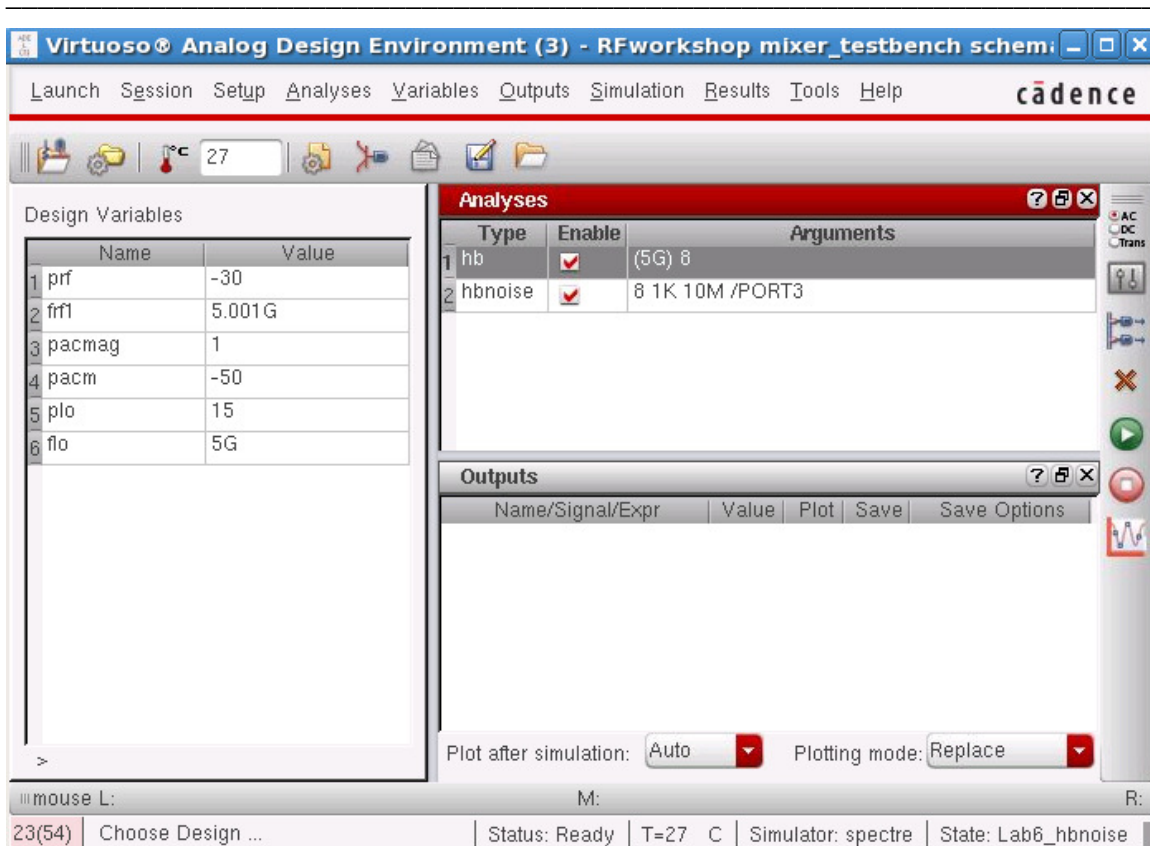 Virtuoso® Analog Design Environment (3) - RFworkshop mixer_testbench schem
Launch Session Setup Analyses Variables Outputs Simulation Results Tools Help cādence
°C 27
Design Variables
Name Value
1 prf -30
2 frf1 5.001G
3 pacmag 1
4 pacm -50
5 plo 15
6 flo 5G
>
Analyses
Type Enable Arguments
1 hb (5G) 8
2 hbnoise 8 1K 10M /PORT3
AC
DC
Trans
Outputs
Name/Signal/Expr Value Plot Save Save Options
Plot after simulation: Auto Plotting mode: Replace
mouse L: M: R:
23(54) Choose Design ... Status: Ready T=27 C Simulator: spectre State: Lab6_hbnoise